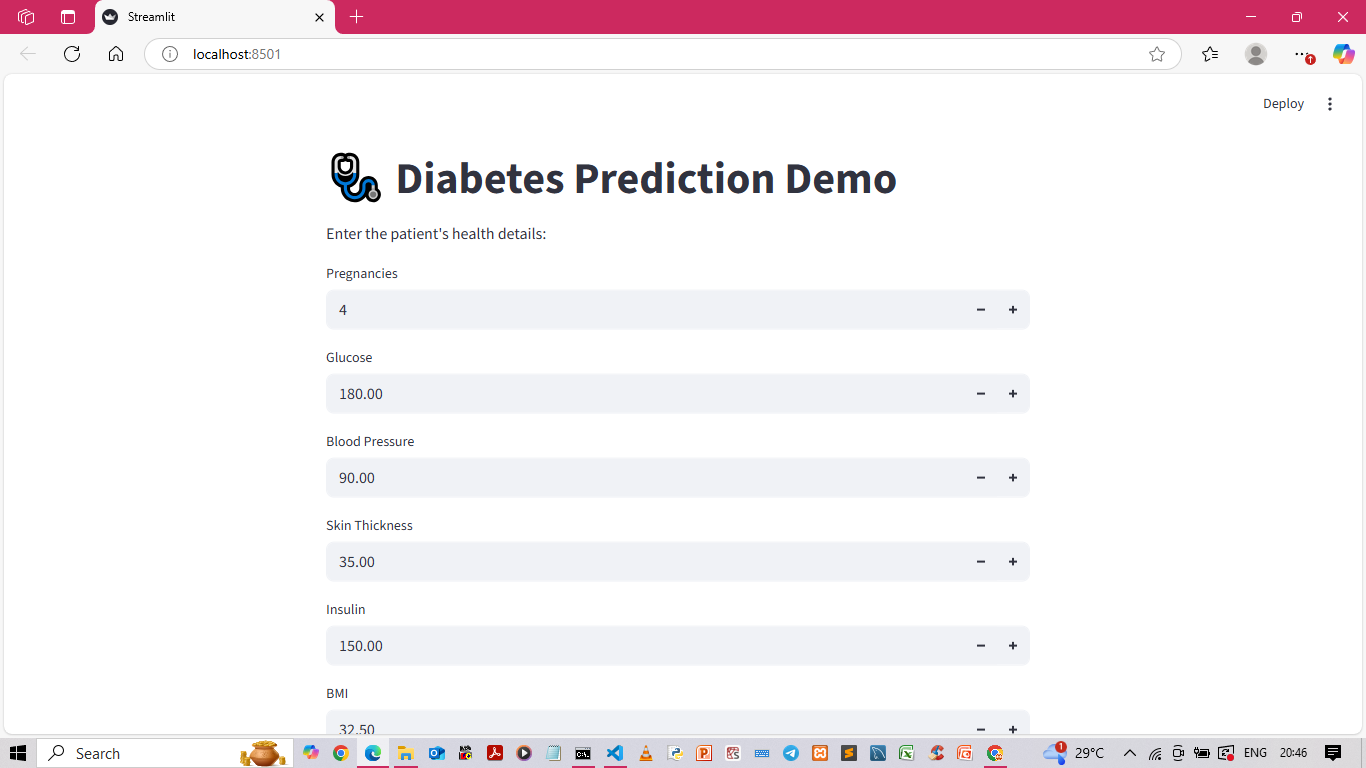 Streamlit
localhost:8501
Deploy
Diabetes Prediction Demo
Enter the patient's health details:
Pregnancies
4
Glucose
180.00
Blood Pressure
90.00
Skin Thickness
35.00
Insulin
150.00
BMI
32.50
Search
1
29°C
ENG
20:46